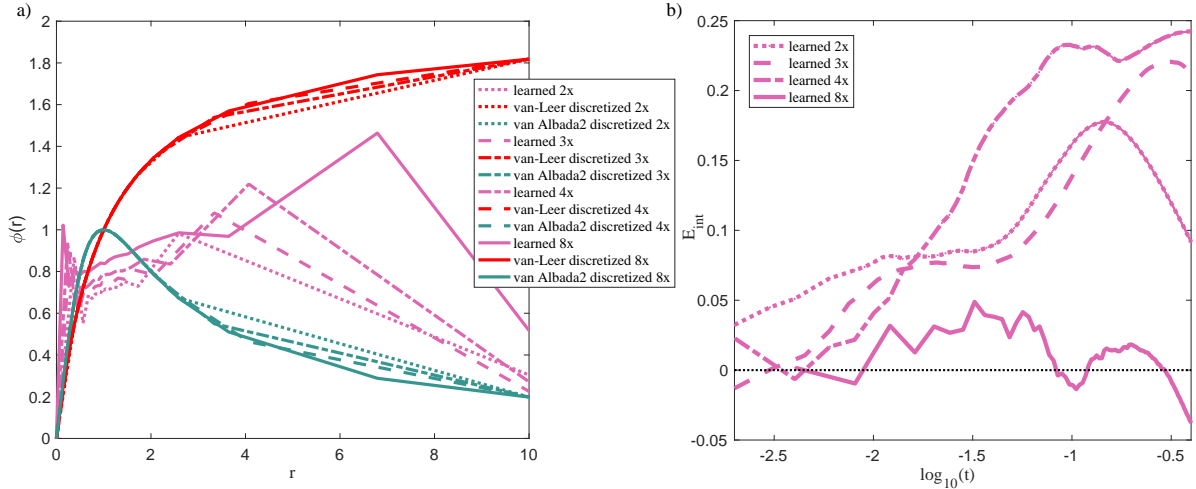 a)
2
1.8
1.6
1.4
1.2
1
0.8
0.6
0.4
0.2
0
ϕ(r)
0
2
4
6
8
10
r
learned 2x
van-Leer discretized 2x
van Albada2 discretized 2x
learned 3x
van-Leer discretized 3x
van Albada2 discretized 3x
learned 4x
van-Leer discretized 4x
van Albada2 discretized 4x
learned 8x
van-Leer discretized 8x
van Albada2 discretized 8x
b)
0.25
0.2
0.15
0.1
0.05
0
-0.05
E_int
learned 2x
learned 3x
learned 4x
learned 8x
-2.5
-2
-1.5
-1
-0.5
log_10(t)